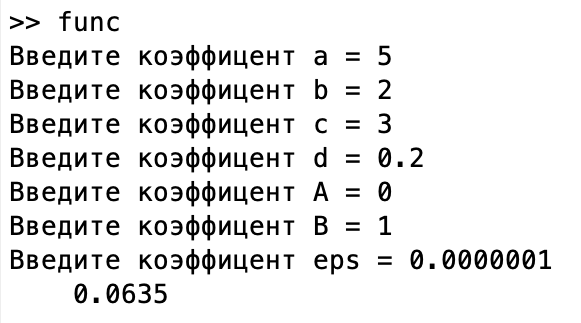 >> func
Введите коэффицент a = 5
Введите коэффицент b = 2
Введите коэффицент c = 3
Введите коэффицент d = 0.2
Введите коэффицент A = 0
Введите коэффицент B = 1
Введите коэффицент eps = 0.0000001
0.0635